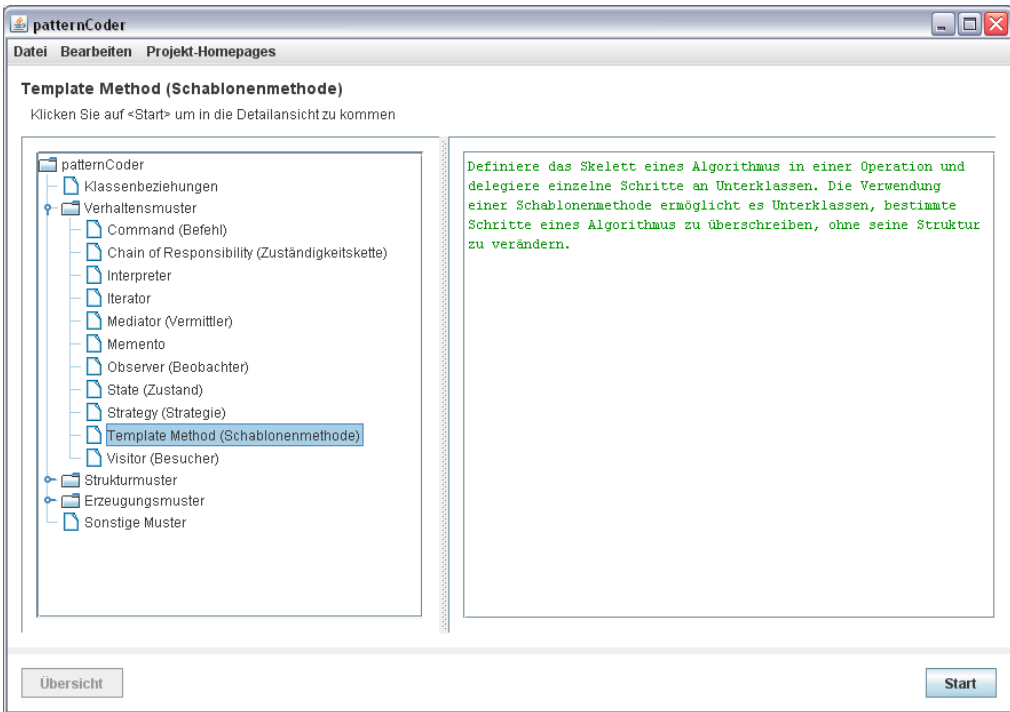 patternCoder
Datei Bearbeiten Projekt-Homepages
Template Method (Schablonenmethode)
Klicken Sie auf <Start> um in die Detailansicht zu kommen
patternCoder
Klassenbeziehungen
Verhaltensmuster
Command (Befehl)
Chain of Responsibility (Zuständigkeitskette)
Interpreter
Iterator
Mediator (Vermittler)
Memento
Observer (Beobachter)
State (Zustand)
Strategy (Strategie)
Template Method (Schablonenmethode)
Visitor (Besucher)
Strukturmuster
Erzeugungsmuster
Sonstige Muster
Definiere das Skelett eines Algorithmus in einer Operation und
delegiere einzelne Schritte an Unterklassen. Die Verwendung
einer Schablonenmethode ermöglicht es Unterklassen, bestimmte
Schritte eines Algorithmus zu überschreiben, ohne seine Struktur
zu verändern.
Übersicht
Start